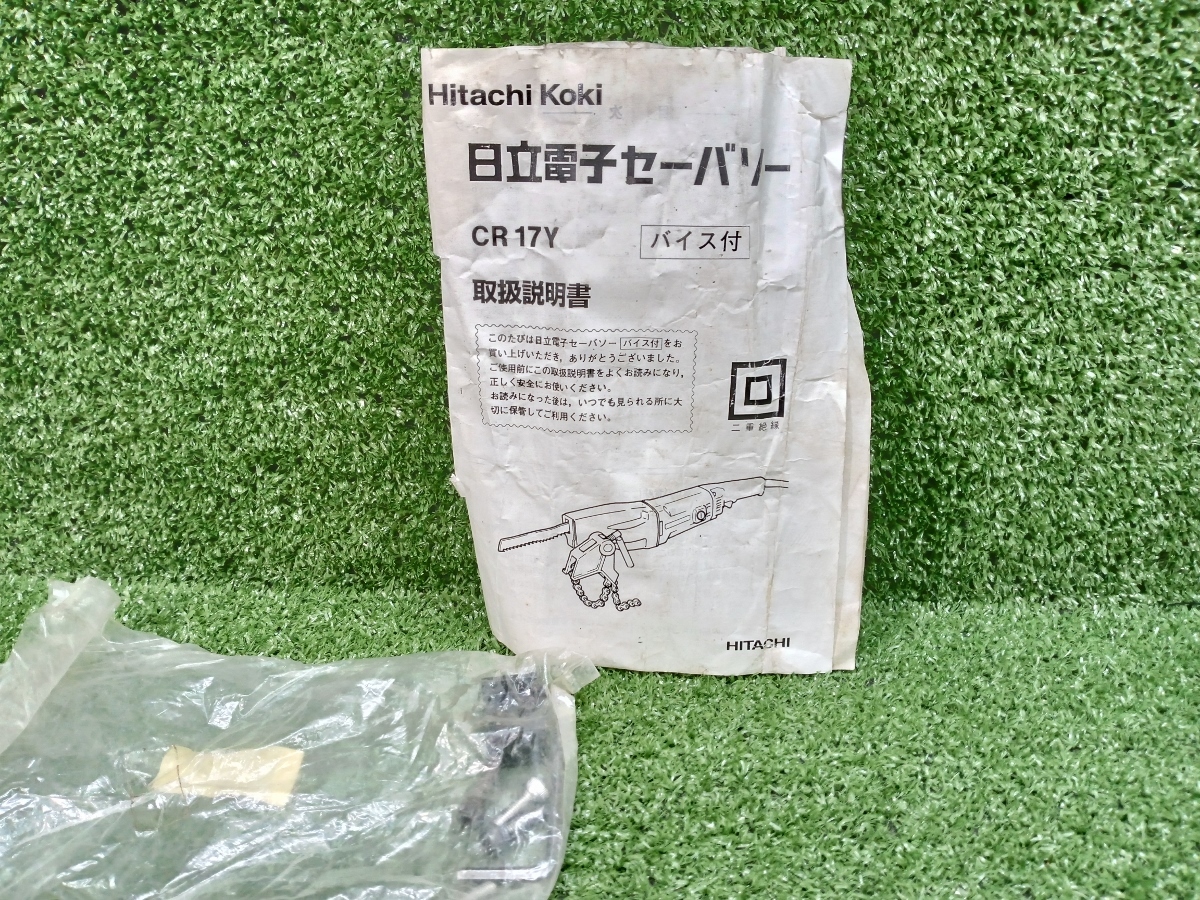 Hitachi Koki
日立電子セーバソー
CR 17Y
バイス付
取扱説明書
このたびは日立電子セーバソー バイス付 をお
買い上げいただき，ありがとうございました。
ご使用前にこの取扱説明書をよくお読みになり，
正しく安全にお使いください。
お読みになった後は，いつでも見られる所に大
切に保管してご利用ください。
二重絶縁
HITACHI